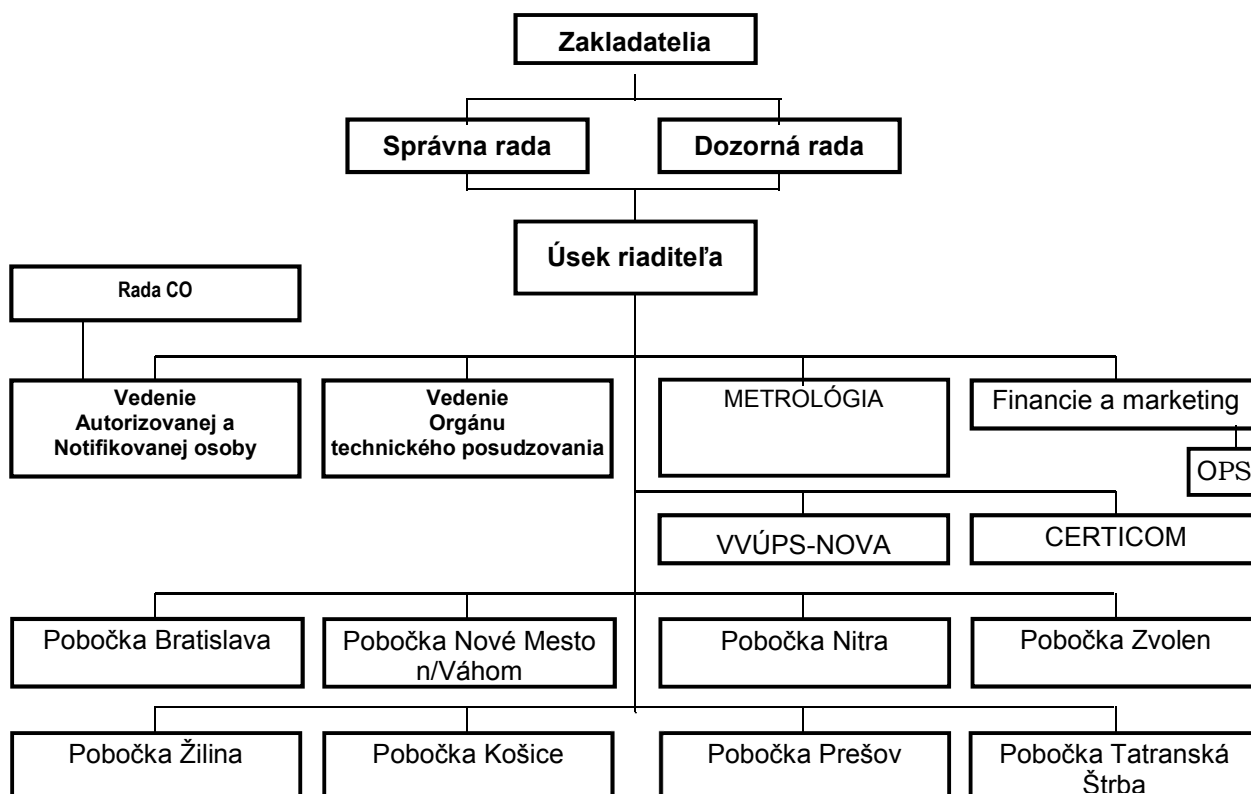 Zakladatelia
Správna rada
Dozorná rada
Úsek riaditeľa
Rada CO
Vedenie
Autorizovanej a
Notifikovanej osoby
Vedenie
Orgánu
technického posudzovania
METROLÓGIA
Financie a marketing
OPS
VVÚPS-NOVA
CERTICOM
Pobočka Bratislava
Pobočka Nové Mesto
n/Váhom
Pobočka Nitra
Pobočka Zvolen
Pobočka Žilina
Pobočka Košice
Pobočka Prešov
Pobočka Tatranská
Štrba